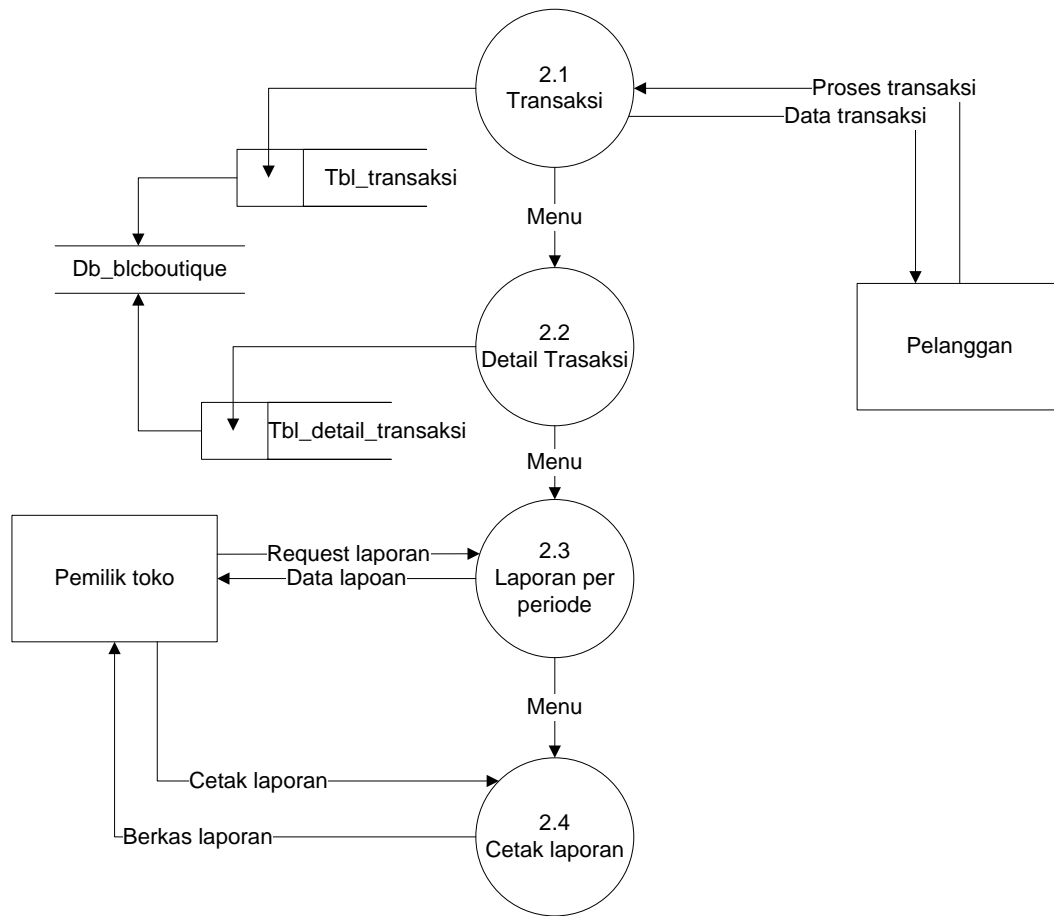 2.1
Transaksi
Proses transaksi
Data transaksi
Tbl_transaksi
Menu
Db_blcboutique
2.2
Detail Trasaksi
Pelanggan
Tbl_detail_transaksi
Menu
Pemilik toko
Request laporan
Data lapoan
2.3
Laporan per
periode
Menu
Cetak laporan
Berkas laporan
2.4
Cetak laporan